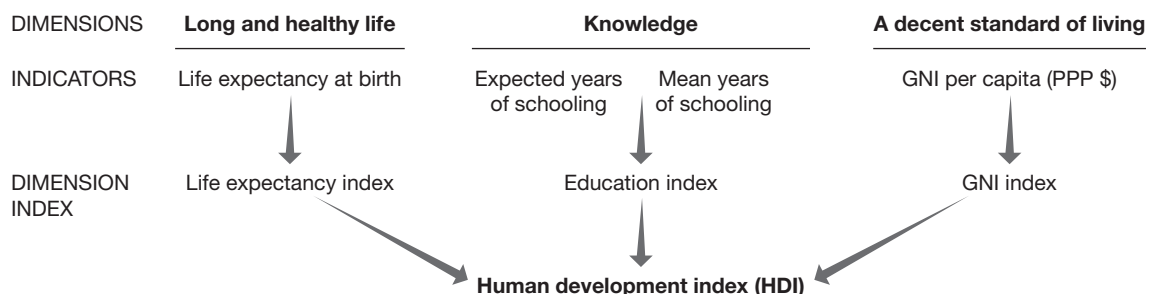 DIMENSIONS Long and healthy life Knowledge A decent standard of living
INDICATORS Life expectancy at birth Expected years Mean years GNI per capita (PPP $)
of schooling of schooling
DIMENSION Life expectancy index Education index GNI index
INDEX
Human development index (HDI)